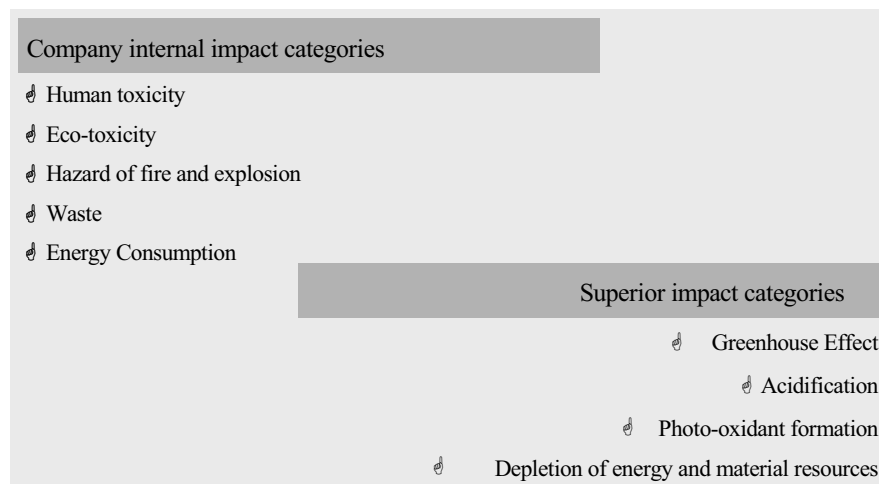 Company internal impact categories
Human toxicity
Eco-toxicity
Hazard of fire and explosion
Waste
Energy Consumption
Superior impact categories
Greenhouse Effect
Acidification
Photo-oxidant formation
Depletion of energy and material resources